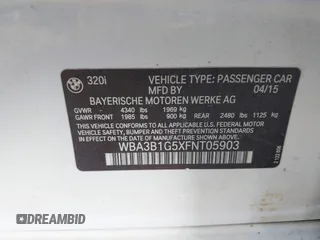 320i
VEHICLE TYPE: PASSENGER CAR
04/15
BAYERISCHE MOTOREN WERKE AG
GVWR - 4340 lbs 1969 kg
GAWR FRONT 1985 lbs 900 kg REAR 2480 lbs 1125 kg
THIS VEHICLE CONFORMS TO ALL APPLICABLE FEDERAL MOTOR
VEHICLE SAFETY, BUMPER, AND THEFT PREVENTION STANDARDS
IN EFFECT ON THE DATE OF MANUFACTURE SHOWN ABOVE.
WBA3B1G5XFNT05903
DREAMBID